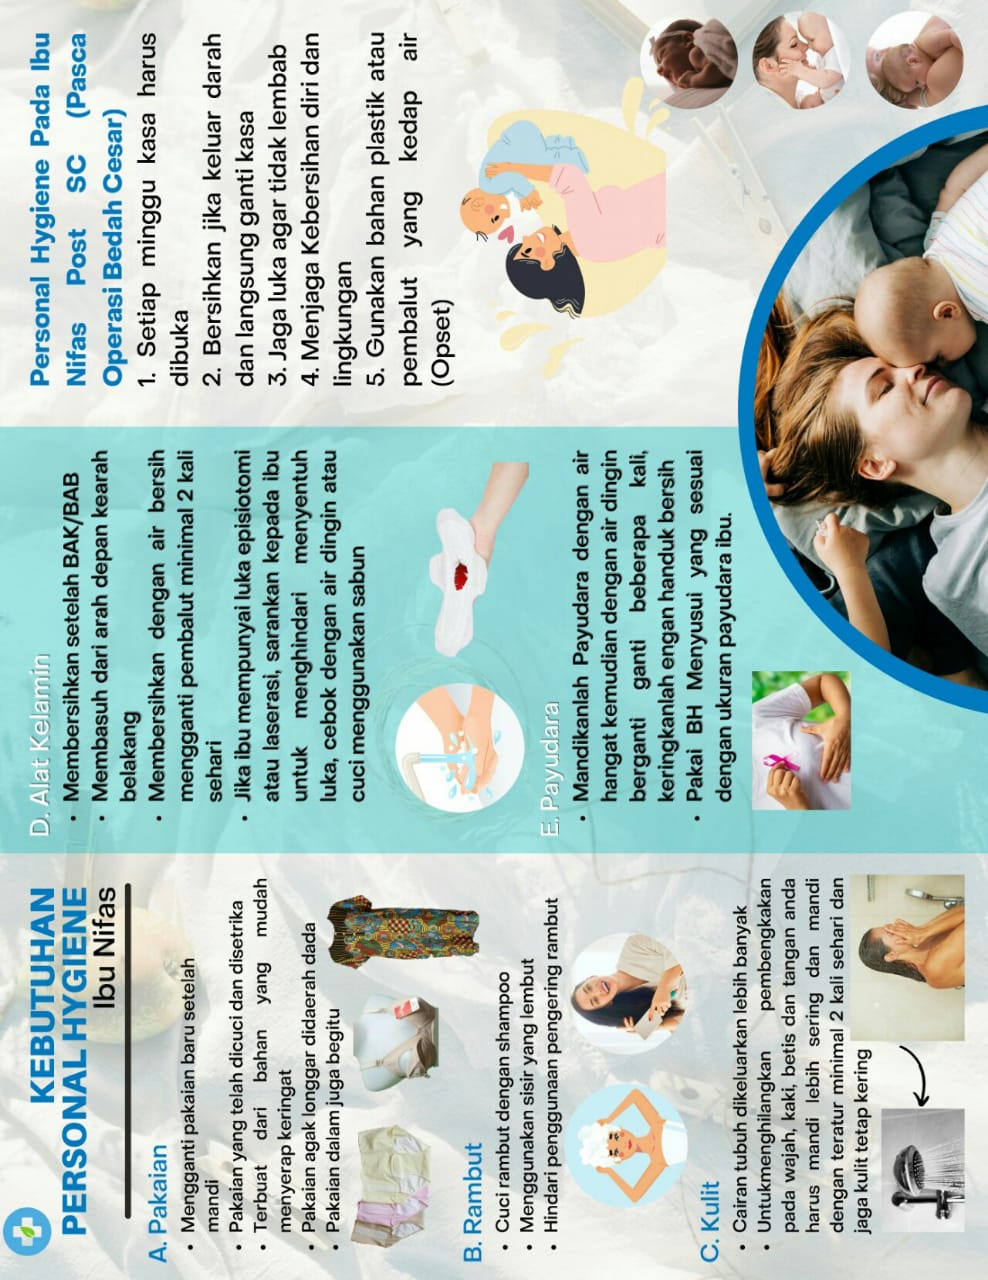 KEBUTUHAN
PERSONAL HYGIENE
Ibu Nifas
A. Pakaian
• Mengganti pakaian baru setelah
mandi
• Pakaian yang telah dicuci dan disetrika
• Terbuat dari bahan yang mudah
menyerap keringat
• Pakaian agak longgar didaerah dada
• Pakaian dalam juga begitu
B. Rambut
• Cuci rambut dengan shampoo
• Menggunakan sisir yang lembut
• Hindari penggunaan pengering rambut
C. Kulit
• Cairan tubuh dikeluarkan lebih banyak
• Untukmenghilangkan pembengkakan
pada wajah, kaki, betis dan tangan anda
harus mandi lebih sering dan mandi
dengan teratur minimal 2 kali sehari dan
jaga kulit tetap kering
D. Alat Kelamin
• Membersihkan setelah BAK/BAB
• Membasuh dari arah depan kearah
belakang
• Membersihkan dengan air bersih
mengganti pembalut minimal 2 kali
sehari
• Jika ibu mempunyai luka episiotomi
atau laserasi, sarankan kepada ibu
untuk menghindari menyentuh
luka, cebok dengan air dingin atau
cuci menggunakan sabun
E. Payudara
• Mandikanlah Payudara dengan air
hangat kemudian dengan air dingin
berganti ganti beberapa kali,
keringkanlah engan handuk bersih
• Pakai BH Menyusui yang sesuai
dengan ukuran payudara ibu.
Personal Hygiene Pada Ibu
Nifas Post SC (Pasca
Operasi Bedah Cesar)
1. Setiap minggu kasa harus
dibuka
2. Bersihkan jika keluar darah
dan langsung ganti kasa
3. Jaga luka agar tidak lembab
4. Menjaga Kebersihan diri dan
lingkungan
5. Gunakan bahan plastik atau
pembalut yang kedap air
(Opset)